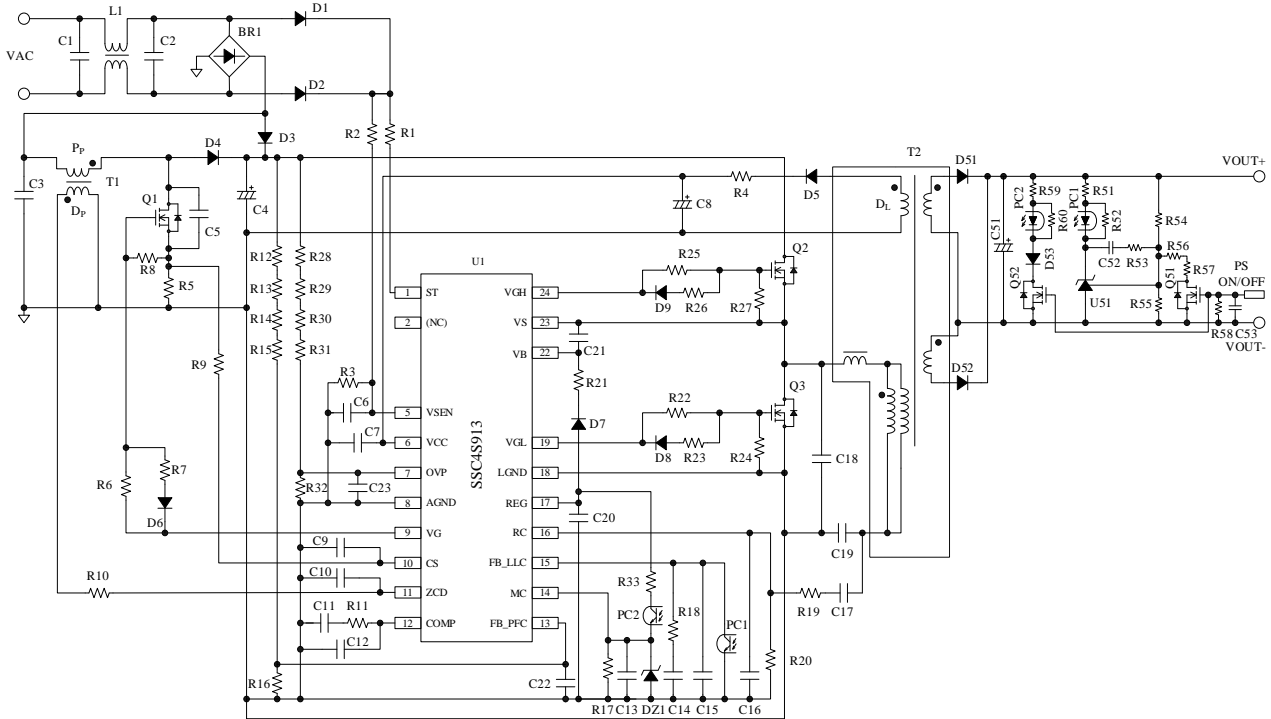 L1
D1
C1
C2
BR1
VAC
D2
R2
R1
D3
PP
D4
T1
C3
Q1
DP
C4
C5
R8
R5
R4
D5
C8
DL
T2
D51
VOUT+
PC2
R59
PC1
R51
R60
R52
R54
C51
D53
C52
R53
R56
Q52
Q51
R57
PS
ON/OFF
U51
R55
R58
C53
VOUT-
D52
R12
R28
R13
R29
R14
R30
R15
R31
R9
U1
SSC4S913
1
ST
2
(NC)
5
VSEN
6
VCC
7
OVP
8
AGND
9
VG
10
CS
11
ZCD
12
COMP
VGH
24
VS
23
VB
22
VGL
19
LGND
18
REG
17
RC
16
FB_LLC
15
MC
14
FB_PFC
13
R25
D9
R26
R27
Q2
C21
R21
D7
R22
D8
R23
R24
Q3
C18
C20
C19
R3
C6
C7
R32
C23
R6
R7
D6
C9
C10
R10
C11
R11
C12
R16
R33
PC2
R18
PC1
R19
C17
R20
C22
R17
C13
DZ1
C14
C15
C16